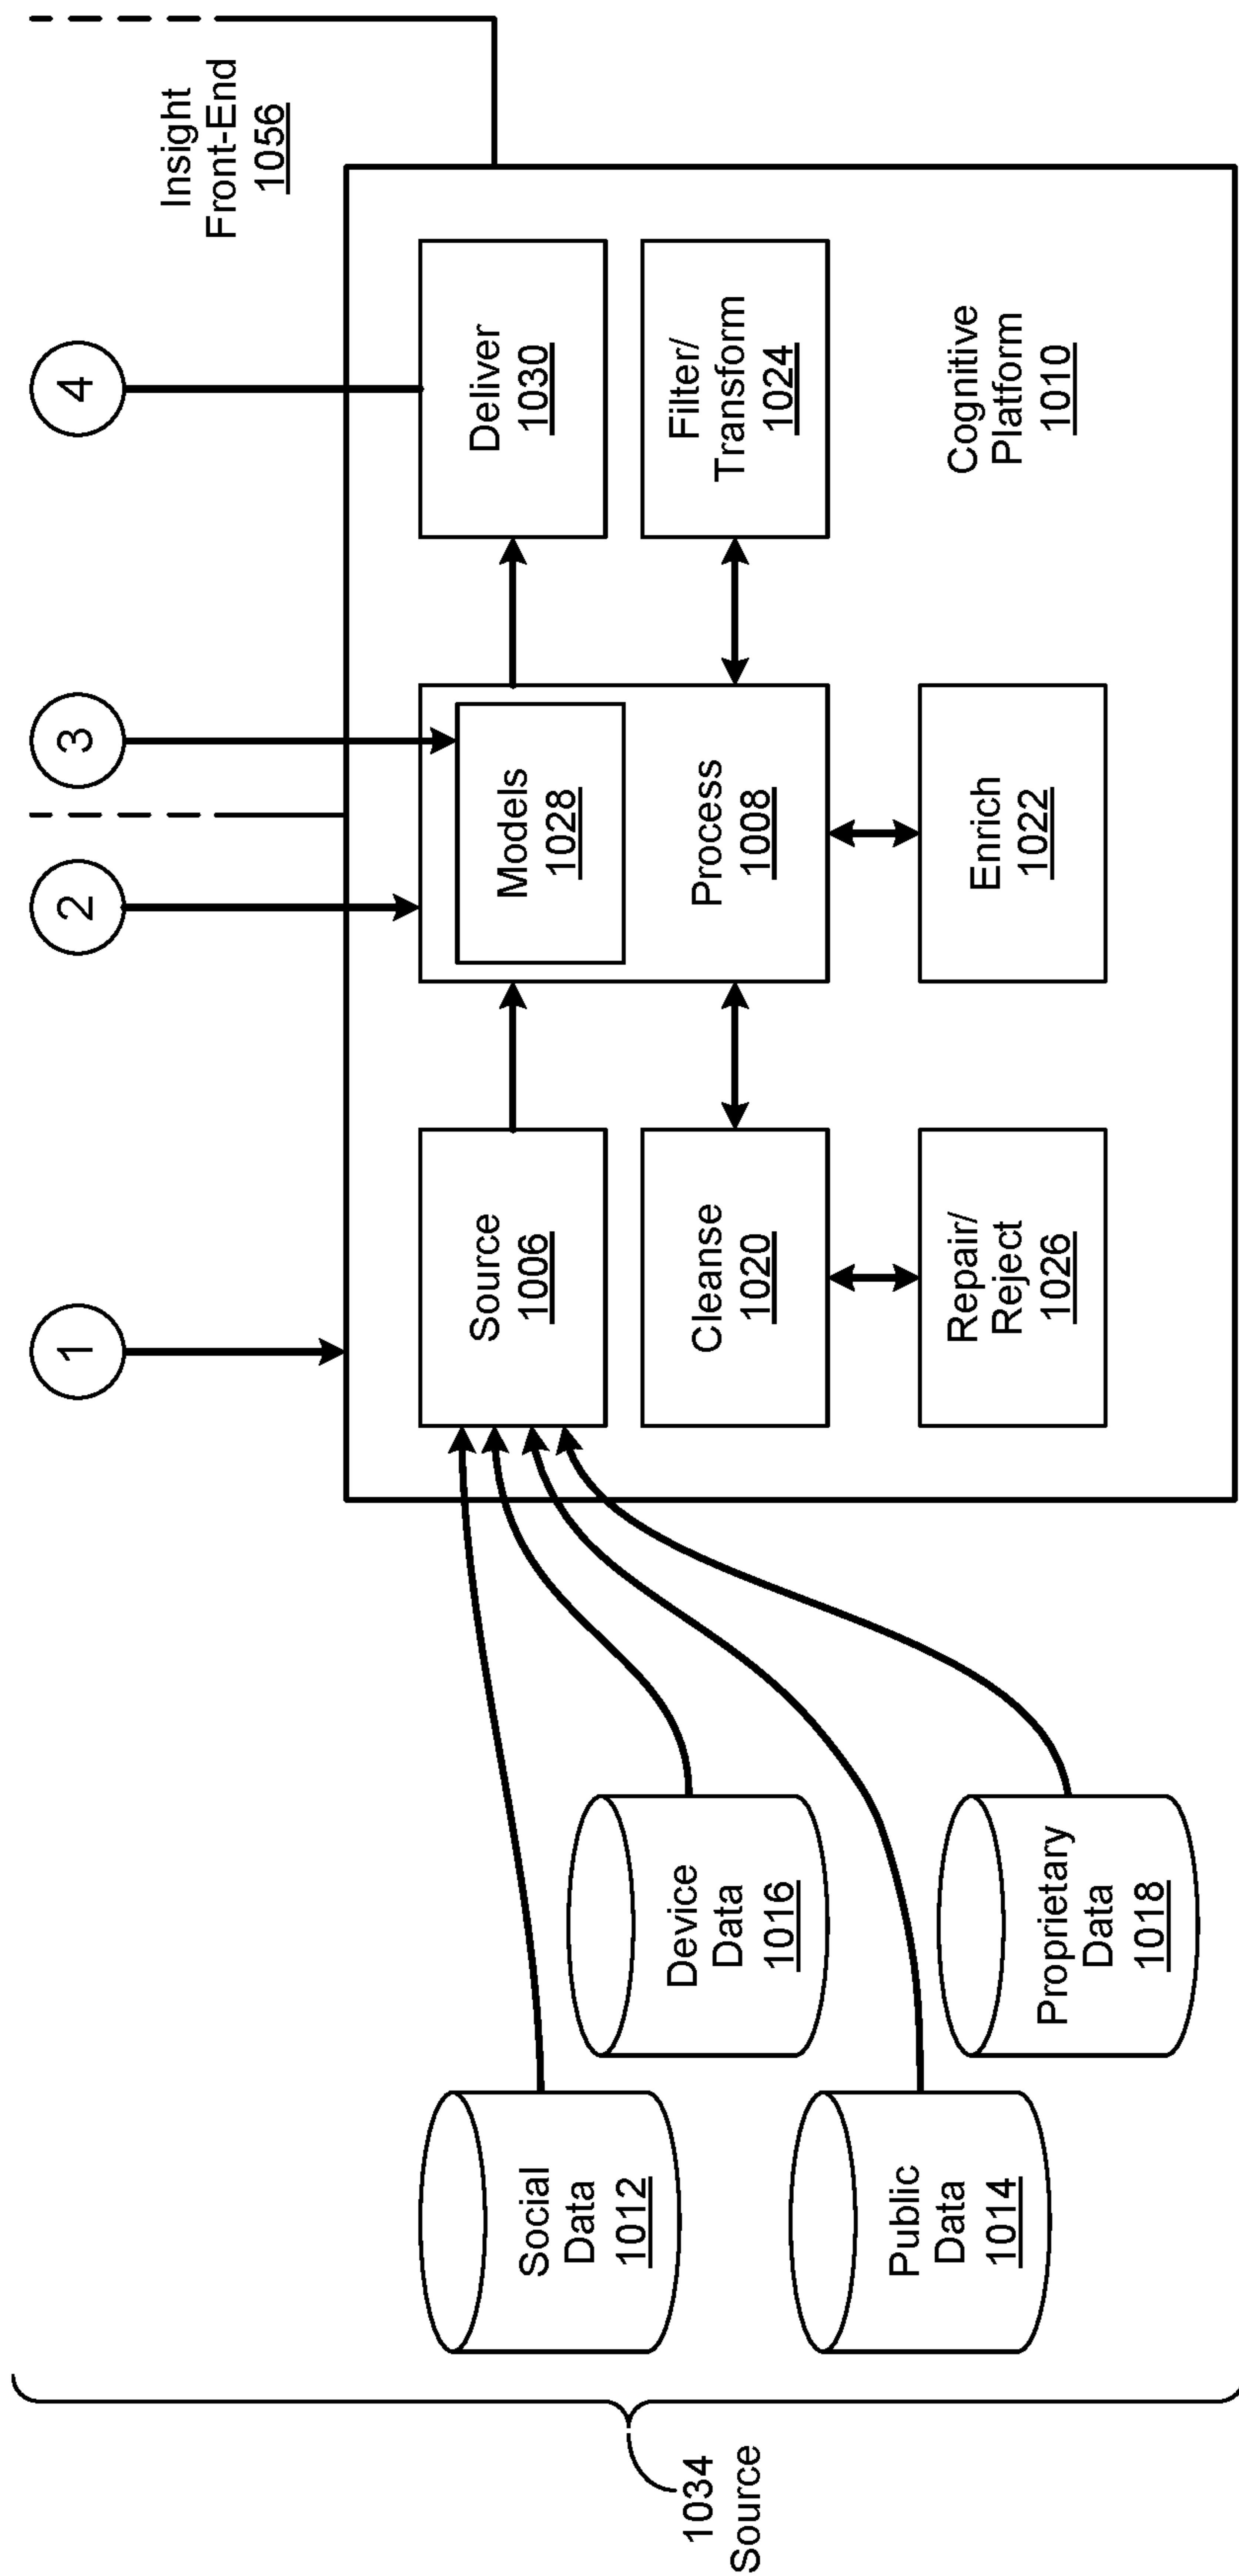 1
2
3
4
Insight
Front-End
1056
Source
1006
Models
1028
Process
1008
Deliver
1030
Cleanse
1020
Filter/
Transform
1024
Repair/
Reject
1026
Enrich
1022
Cognitive
Platform
1010
Social
Data
1012
Device
Data
1016
Public
Data
1014
Proprietary
Data
1018
1034
Source